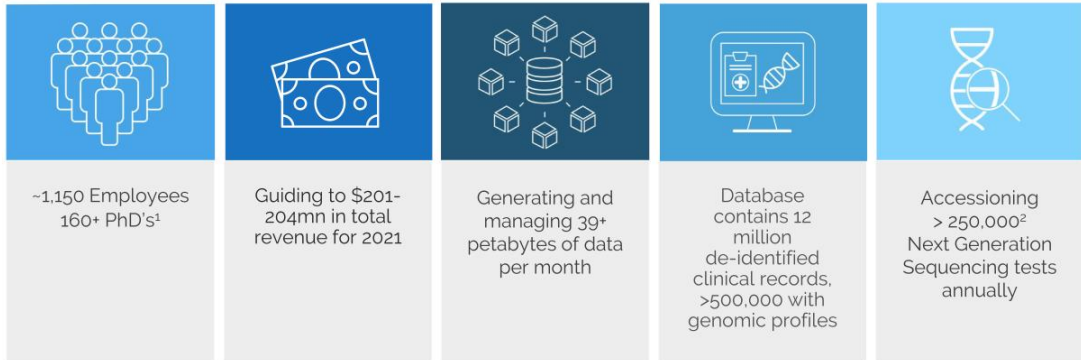 ~1,150 Employees
160+ PhD's¹
Guiding to $201-
204mn in total
revenue for 2021
Generating and
managing 39+
petabytes of data
per month
Database
contains 12
million
de-identified
clinical records,
>500,000 with
genomic profiles
Accessioning
> 250,000²
Next Generation
Sequencing tests
annually